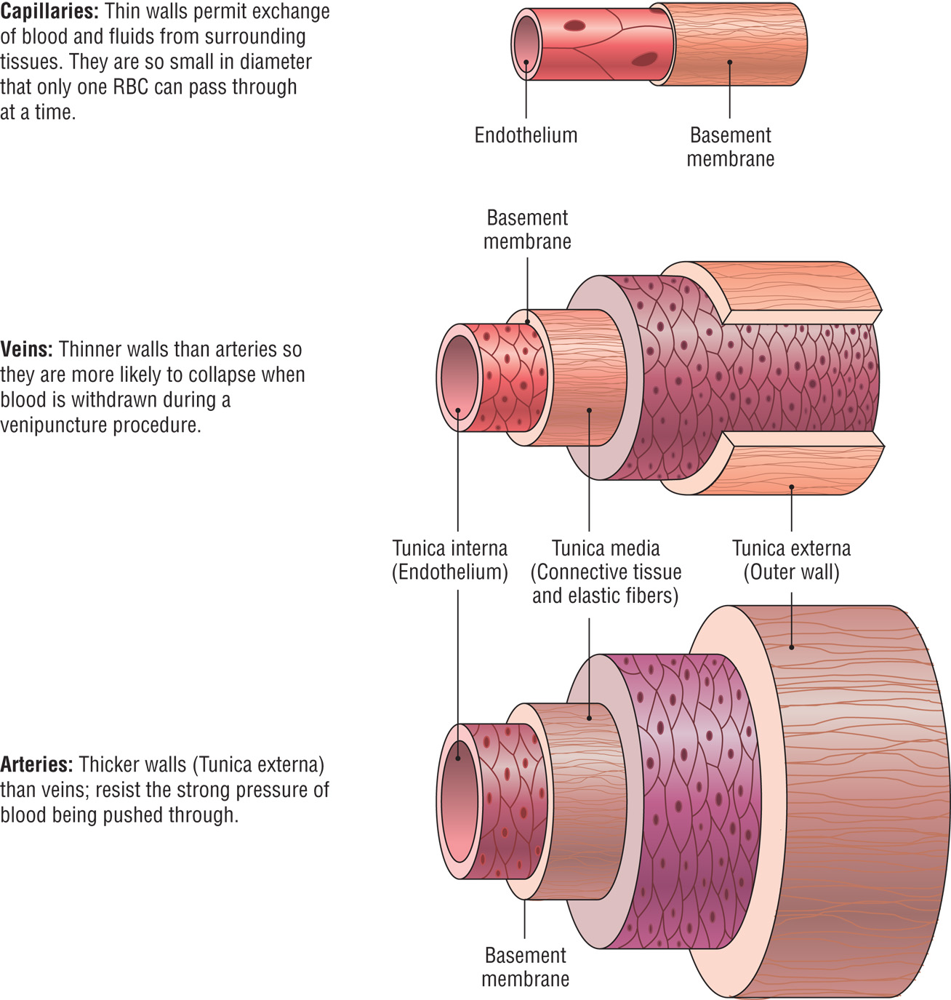 Capillaries: Thin walls permit exchange
of blood and fluids from surrounding
tissues. They are so small in diameter
that only one RBC can pass through
at a time.
Endothelium
Basement
membrane
Basement
membrane
Veins: Thinner walls than arteries so
they are more likely to collapse when
blood is withdrawn during a
venipuncture procedure.
Tunica interna
(Endothelium)
Tunica media
(Connective tissue
and elastic fibers)
Tunica externa
(Outer wall)
Arteries: Thicker walls (Tunica externa)
than veins; resist the strong pressure of
blood being pushed through.
Basement
membrane